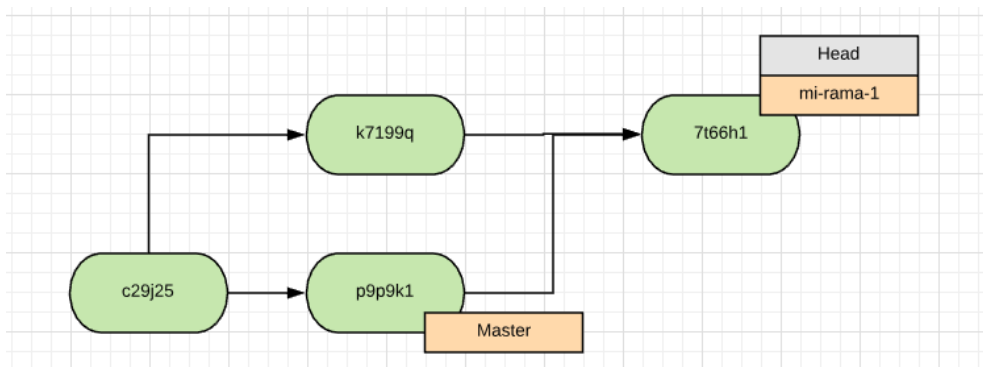 Head
mi-rama-1
k7199q
7t66h1
c29j25
p9p9k1
Master